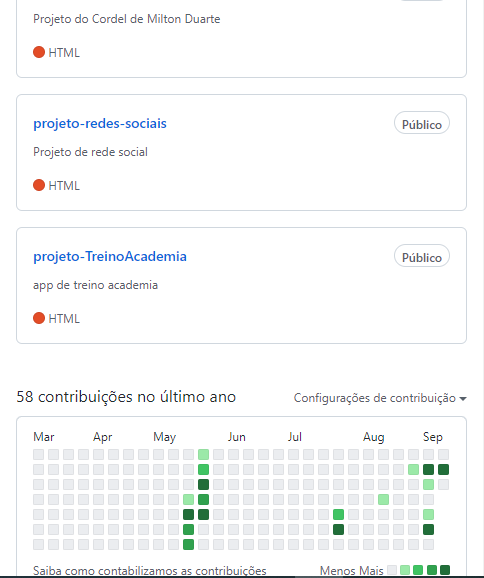 Projeto do Cordel de Milton Duarte
HTML
projeto-redes-sociais Público
Projeto de rede social
HTML
projeto-TreinoAcademia Público
app de treino academia
HTML
58 contribuições no último ano Configurações de contribuição
Mar Apr May Jun Jul Aug Sep
Saiba como contabilizamos as contribuições Menos Mais